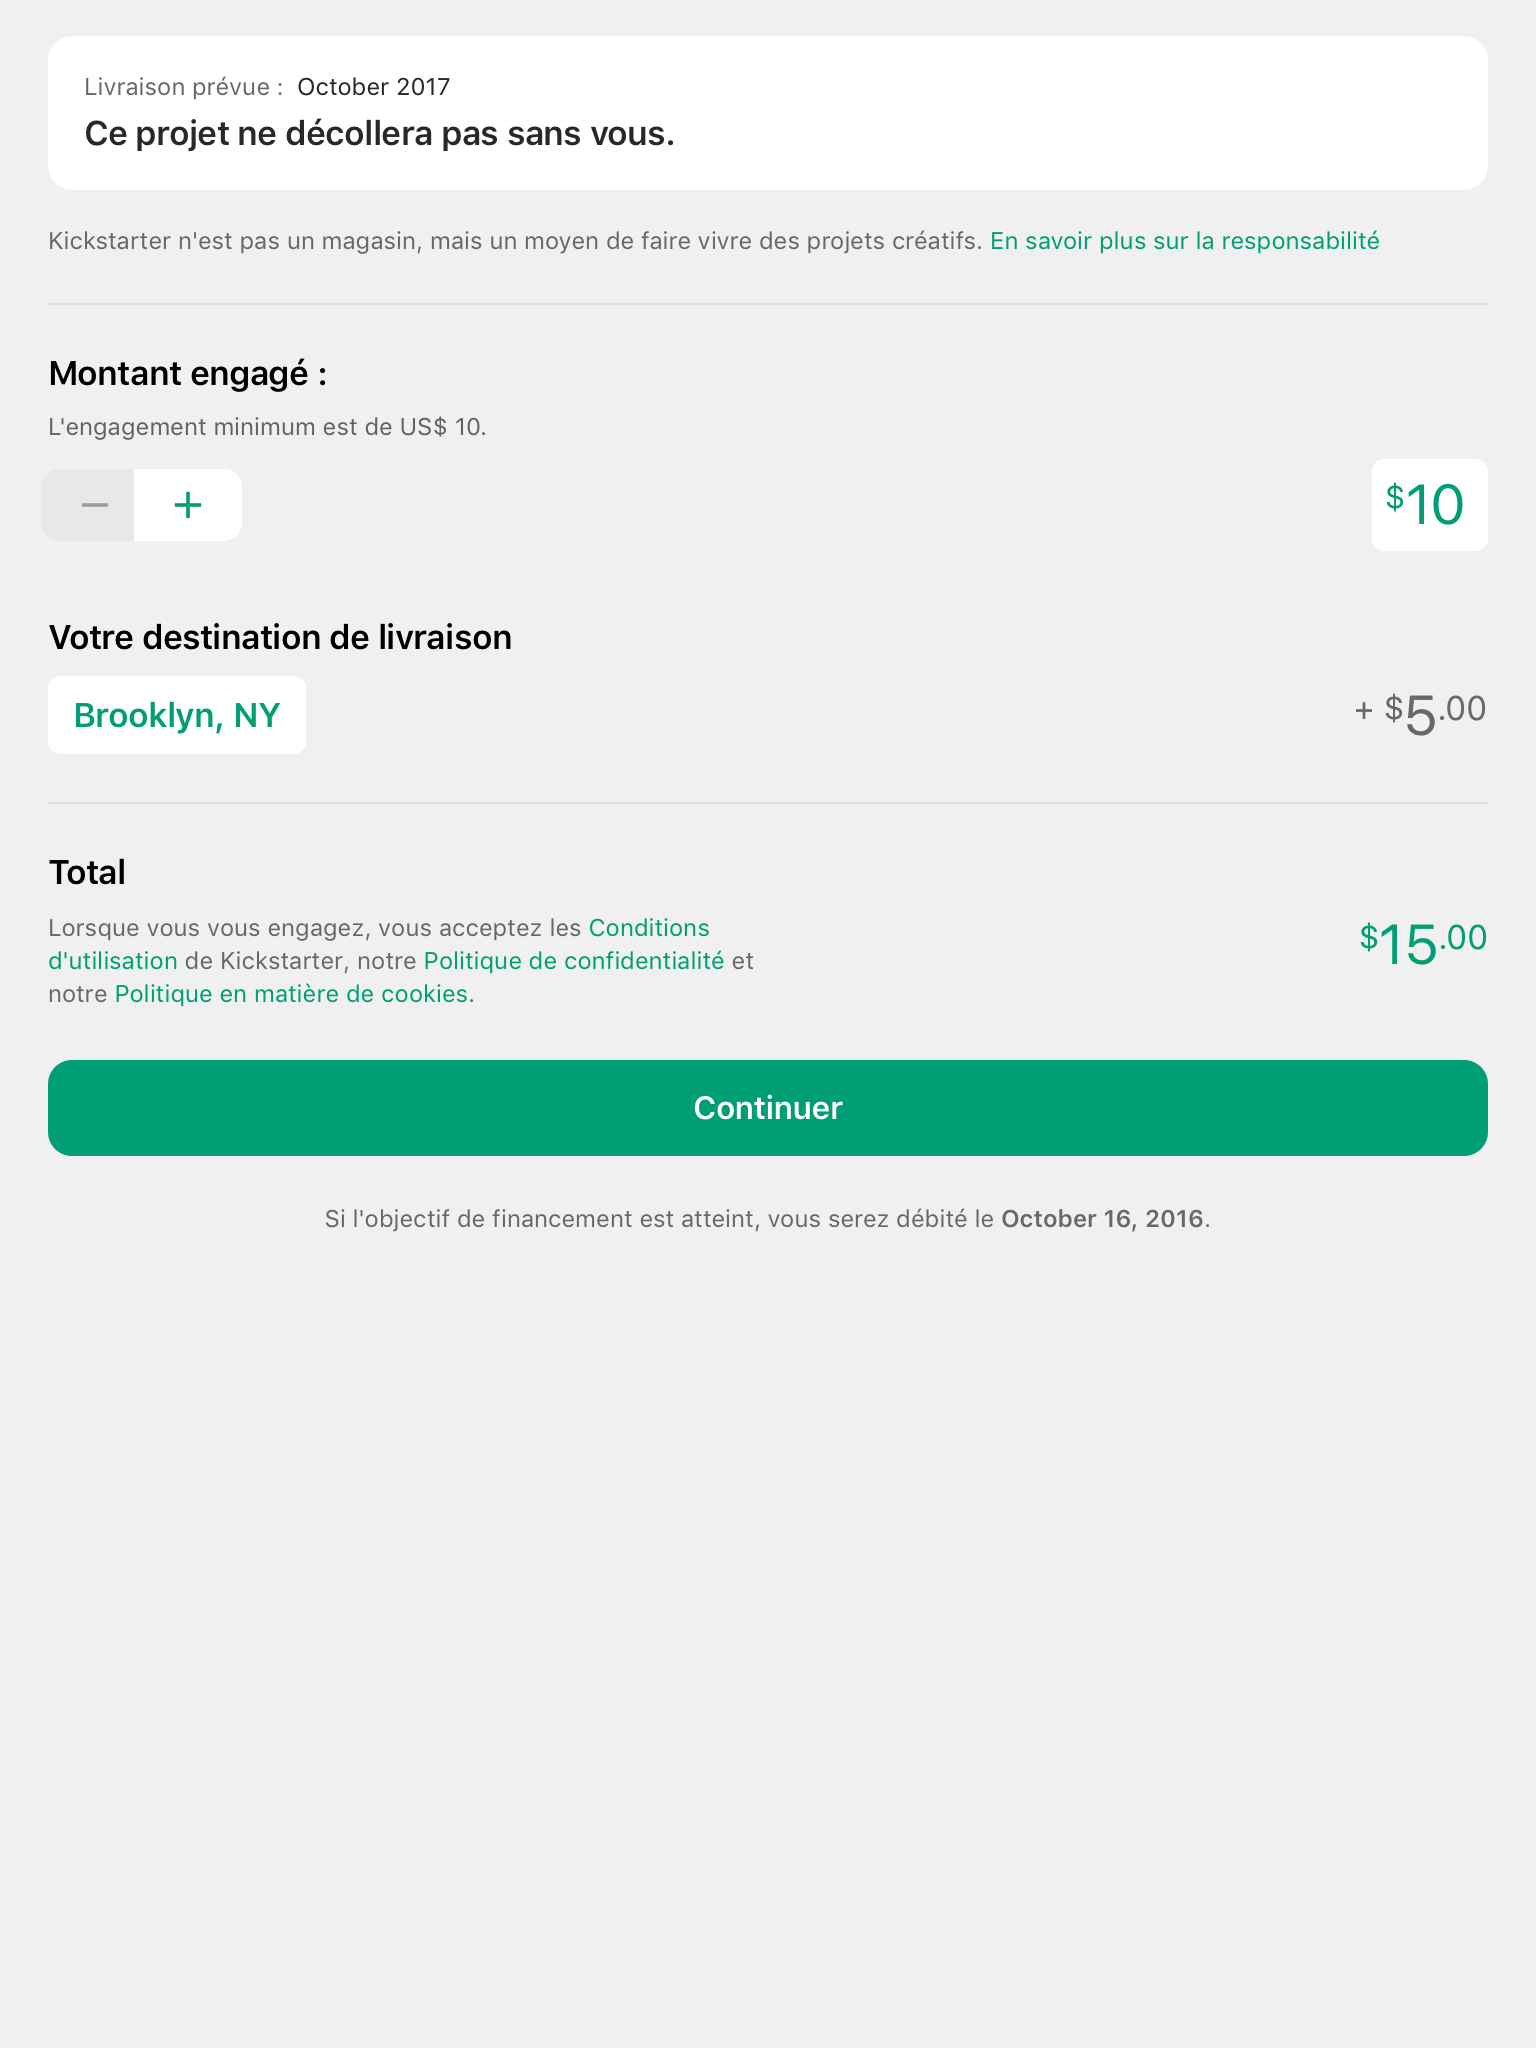 Livraison prévue : October 2017
Ce projet ne décollera pas sans vous.
Kickstarter n'est pas un magasin, mais un moyen de faire vivre des projets créatifs. En savoir plus sur la responsabilité
Montant engagé :
L'engagement minimum est de US$ 10.
− +
$10
Votre destination de livraison
Brooklyn, NY
+ $5.00
Total
Lorsque vous vous engagez, vous acceptez les Conditions
d'utilisation de Kickstarter, notre Politique de confidentialité et
notre Politique en matière de cookies.
$15.00
Continuer
Si l'objectif de financement est atteint, vous serez débité le October 16, 2016.